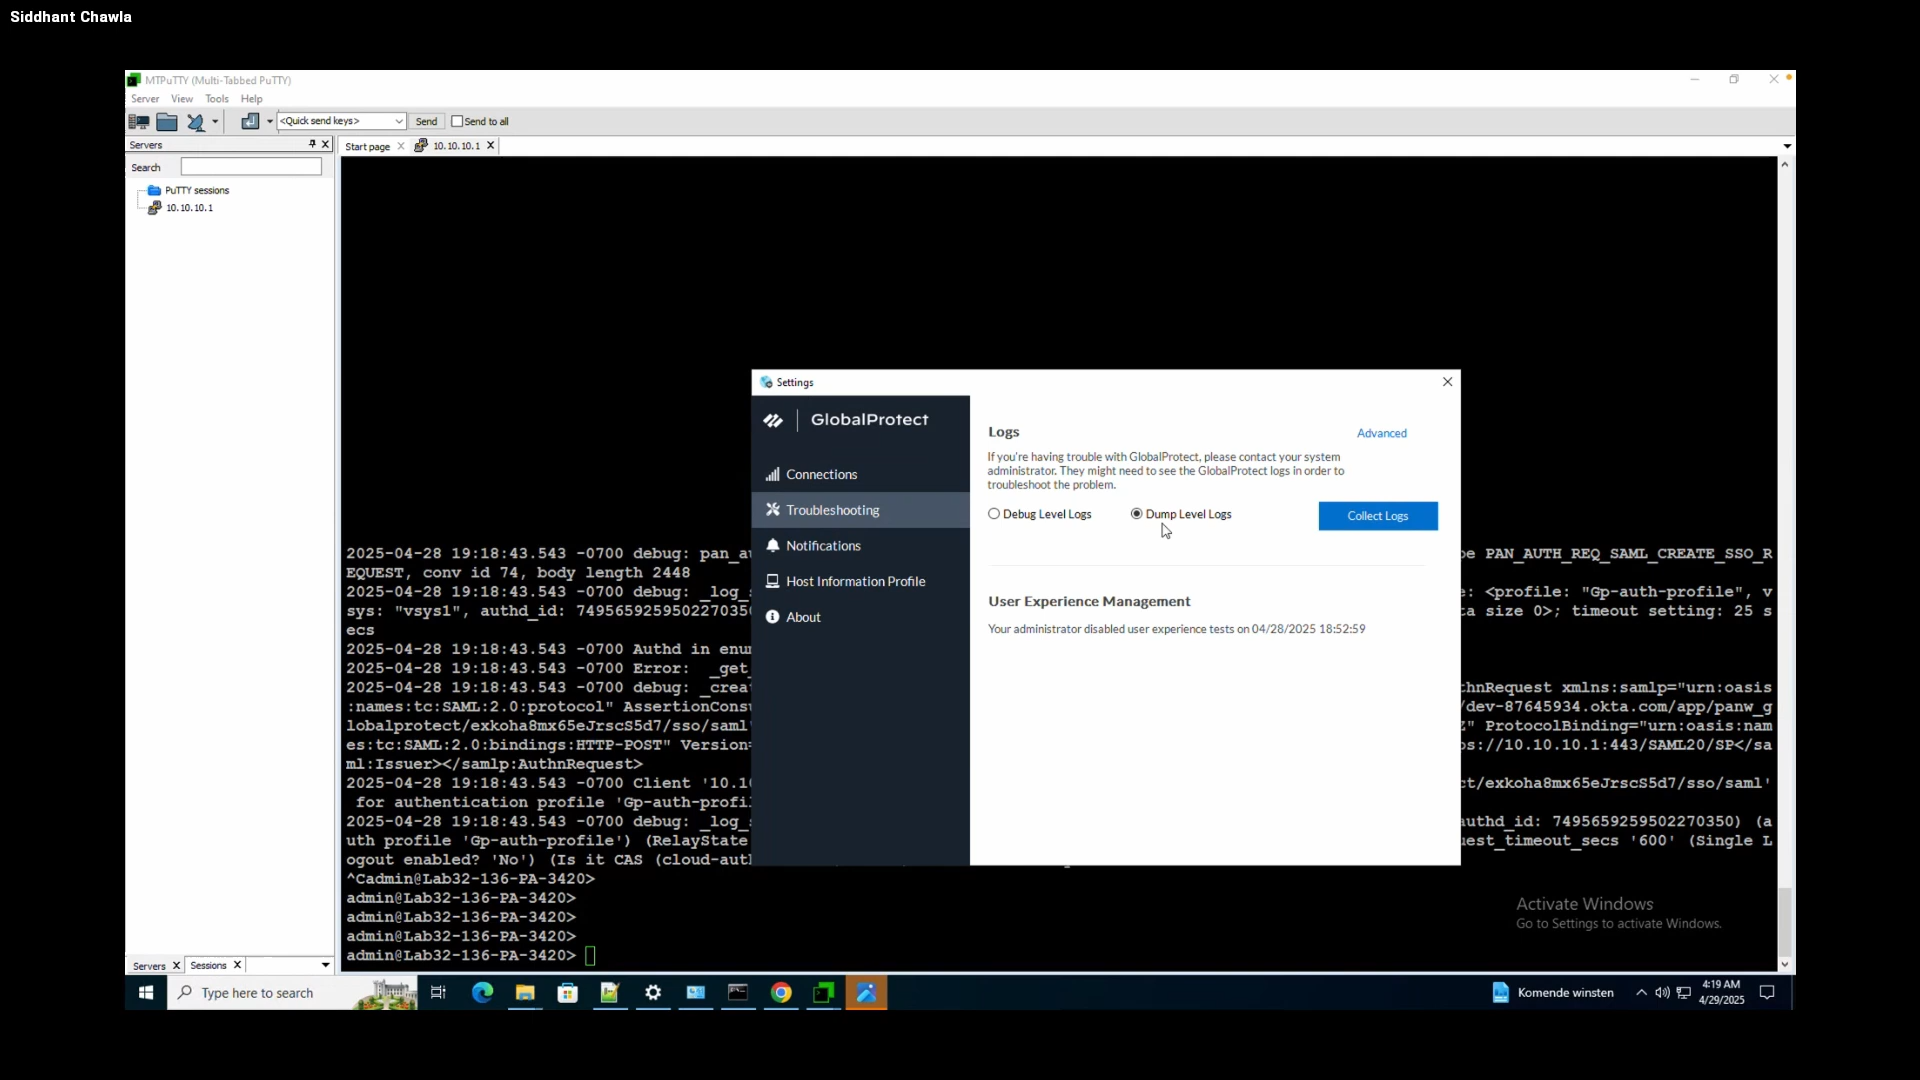 Siddhant Chawla
MTPuTTY (Multi-Tabbed PuTTY)
Server View Tools Help
<Quick send keys> Send Send to all
Servers
Start page 10.10.10.1
Search
PuTTY sessions
10.10.10.1
2025-04-28 19:18:43.543 -0700 debug: pan_au
pe PAN_AUTH_REQ_SAML_CREATE_SSO_R
EQUEST, conv id 74, body length 2448
2025-04-28 19:18:43.543 -0700 debug: _log_s
e: <profile: "Gp-auth-profile", v
sys: "vsys1", authd_id: 7495659259502270350
ta size 0>; timeout setting: 25 s
ecs
2025-04-28 19:18:43.543 -0700 Authd in enum
2025-04-28 19:18:43.543 -0700 Error: _get_
2025-04-28 19:18:43.543 -0700 debug: _creat
thnRequest xmlns:samlp="urn:oasis
:names:tc:SAML:2.0:protocol" AssertionConsu
/dev-87645934.okta.com/app/panw_g
lobalprotect/exkoha8mx65eJrscS5d7/sso/saml"
Z" ProtocolBinding="urn:oasis:nam
es:tc:SAML:2.0:bindings:HTTP-POST" Version=
ps://10.10.10.1:443/SAML20/SP</sa
ml:Issuer></samlp:AuthnRequest>
2025-04-28 19:18:43.543 -0700 Client '10.10
ct/exkoha8mx65eJrscS5d7/sso/saml'
for authentication profile 'Gp-auth-profil
2025-04-28 19:18:43.543 -0700 debug: _log_s
authd_id: 7495659259502270350) (a
uth profile 'Gp-auth-profile') (RelayState
uest_timeout_secs '600' (Single L
ogout enabled? 'No') (Is it CAS (cloud-aut
^Cadmin@Lab32-136-PA-3420>
admin@Lab32-136-PA-3420>
admin@Lab32-136-PA-3420>
admin@Lab32-136-PA-3420>
admin@Lab32-136-PA-3420>
Settings
GlobalProtect
Connections
Troubleshooting
Notifications
Host Information Profile
About
Logs
Advanced
If you're having trouble with GlobalProtect, please contact your system
administrator. They might need to see the GlobalProtect logs in order to
troubleshoot the problem.
Debug Level Logs Dump Level Logs Collect Logs
User Experience Management
Your administrator disabled user experience tests on 04/28/2025 18:52:59
Activate Windows
Go to Settings to activate Windows.
Servers Sessions
Type here to search
Komende winsten
4:19 AM
4/29/2025